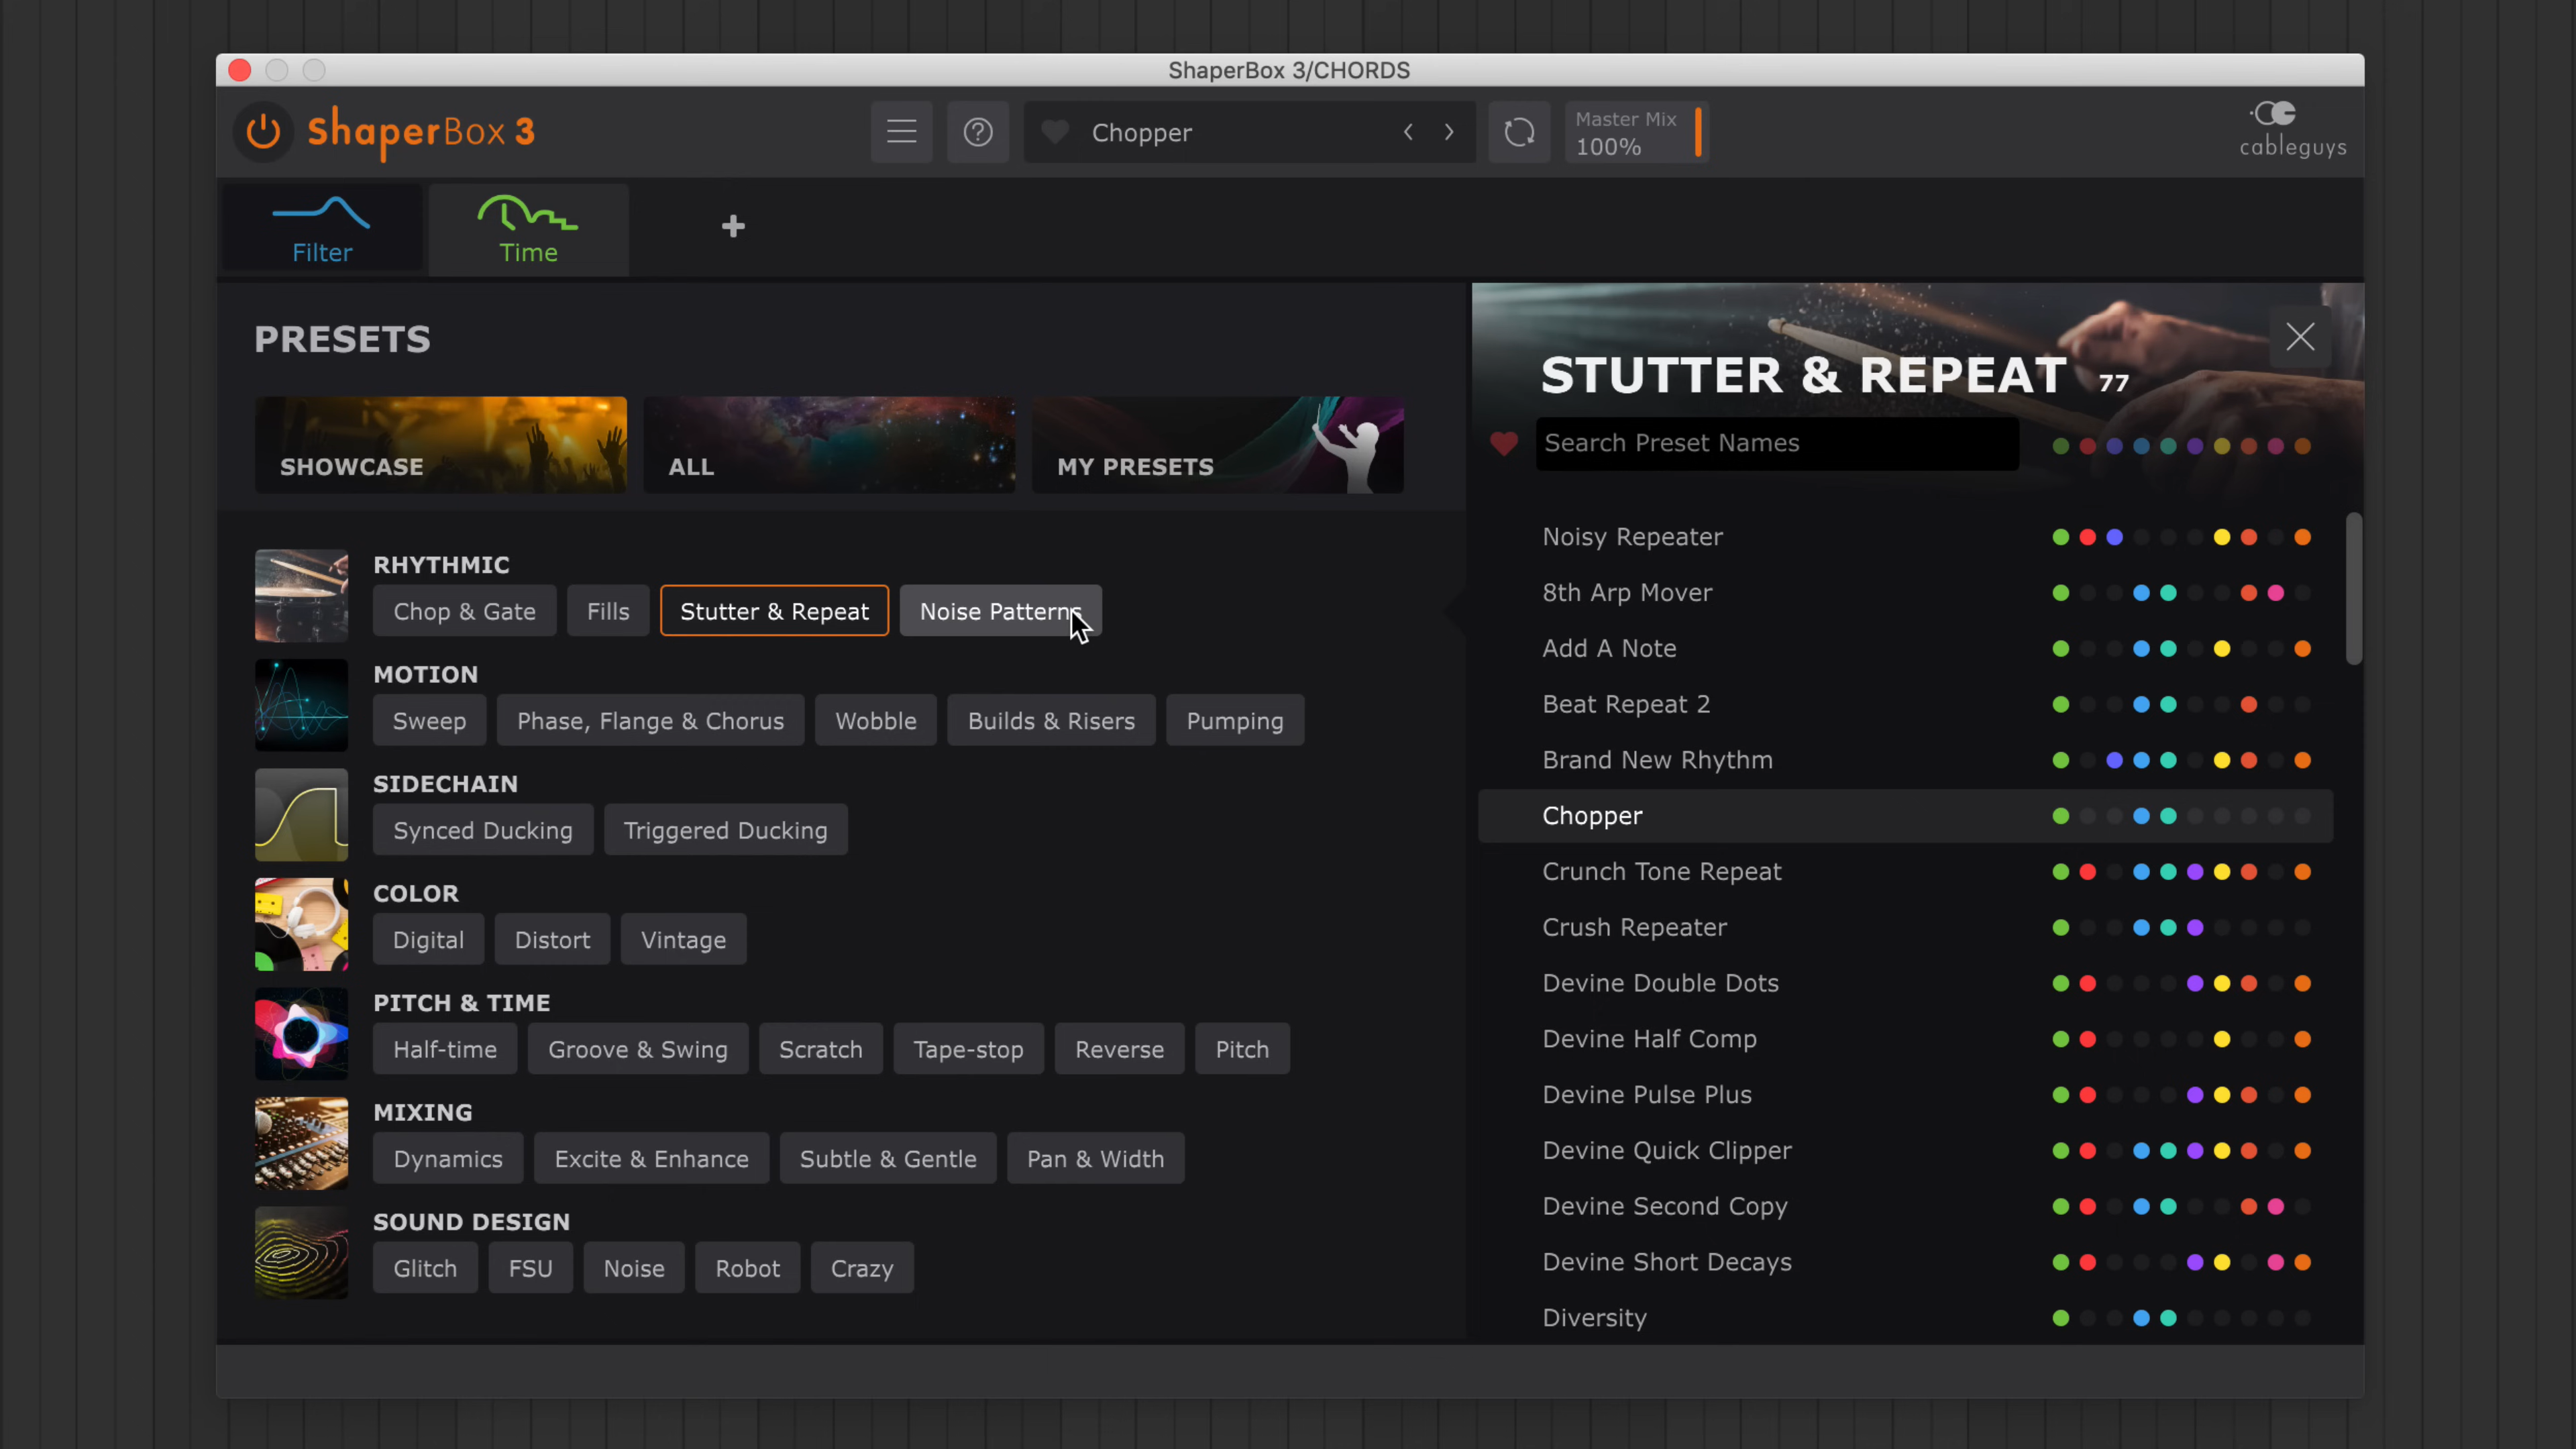 ShaperBox 3/CHORDS
ShaperBox 3
Chopper
Master Mix
100%
cableguys
Filter
Time
PRESETS
SHOWCASE
ALL
MY PRESETS
RHYTHMIC
Chop & Gate
Fills
Stutter & Repeat
Noise Patterns
MOTION
Sweep
Phase, Flange & Chorus
Wobble
Builds & Risers
Pumping
SIDECHAIN
Synced Ducking
Triggered Ducking
COLOR
Digital
Distort
Vintage
PITCH & TIME
Half-time
Groove & Swing
Scratch
Tape-stop
Reverse
Pitch
MIXING
Dynamics
Excite & Enhance
Subtle & Gentle
Pan & Width
SOUND DESIGN
Glitch
FSU
Noise
Robot
Crazy
STUTTER & REPEAT 77
Search Preset Names
Noisy Repeater
8th Arp Mover
Add A Note
Beat Repeat 2
Brand New Rhythm
Chopper
Crunch Tone Repeat
Crush Repeater
Devine Double Dots
Devine Half Comp
Devine Pulse Plus
Devine Quick Clipper
Devine Second Copy
Devine Short Decays
Diversity